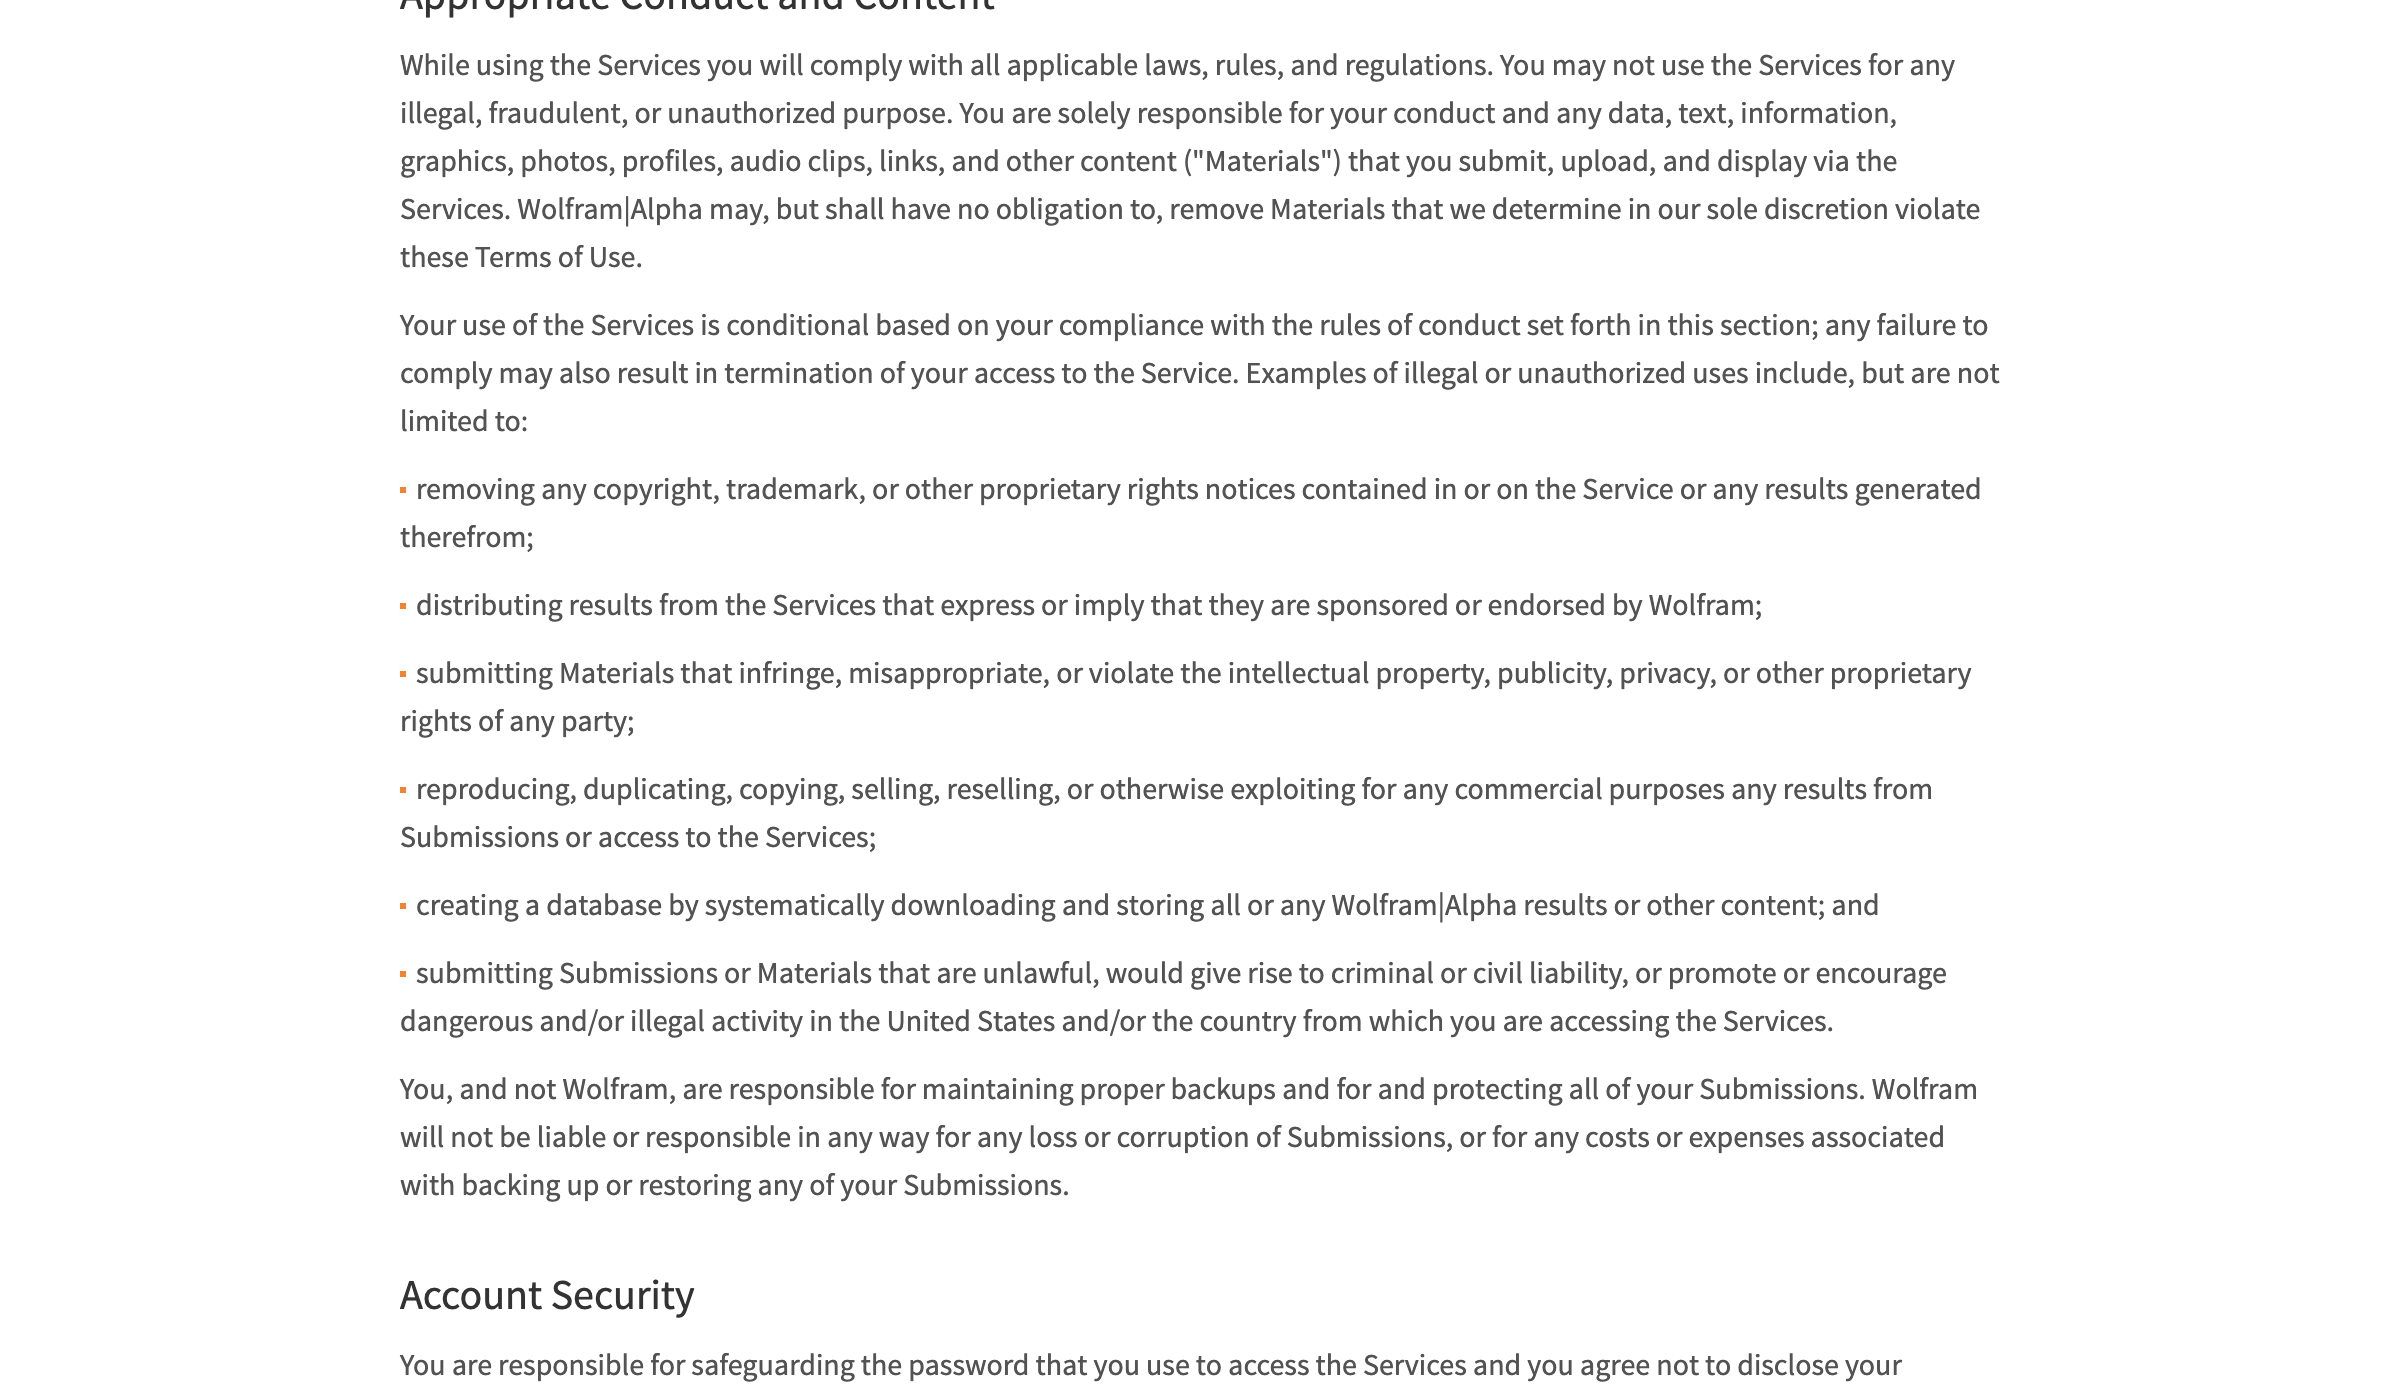 Appropriate Conduct and Content
While using the Services you will comply with all applicable laws, rules, and regulations. You may not use the Services for any
illegal, fraudulent, or unauthorized purpose. You are solely responsible for your conduct and any data, text, information,
graphics, photos, profiles, audio clips, links, and other content ("Materials") that you submit, upload, and display via the
Services. Wolfram|Alpha may, but shall have no obligation to, remove Materials that we determine in our sole discretion violate
these Terms of Use.
Your use of the Services is conditional based on your compliance with the rules of conduct set forth in this section; any failure to
comply may also result in termination of your access to the Service. Examples of illegal or unauthorized uses include, but are not
limited to:
removing any copyright, trademark, or other proprietary rights notices contained in or on the Service or any results generated
therefrom;
distributing results from the Services that express or imply that they are sponsored or endorsed by Wolfram;
submitting Materials that infringe, misappropriate, or violate the intellectual property, publicity, privacy, or other proprietary
rights of any party;
reproducing, duplicating, copying, selling, reselling, or otherwise exploiting for any commercial purposes any results from
Submissions or access to the Services;
creating a database by systematically downloading and storing all or any Wolfram|Alpha results or other content; and
submitting Submissions or Materials that are unlawful, would give rise to criminal or civil liability, or promote or encourage
dangerous and/or illegal activity in the United States and/or the country from which you are accessing the Services.
You, and not Wolfram, are responsible for maintaining proper backups and for and protecting all of your Submissions. Wolfram
will not be liable or responsible in any way for any loss or corruption of Submissions, or for any costs or expenses associated
with backing up or restoring any of your Submissions.
Account Security
You are responsible for safeguarding the password that you use to access the Services and you agree not to disclose your